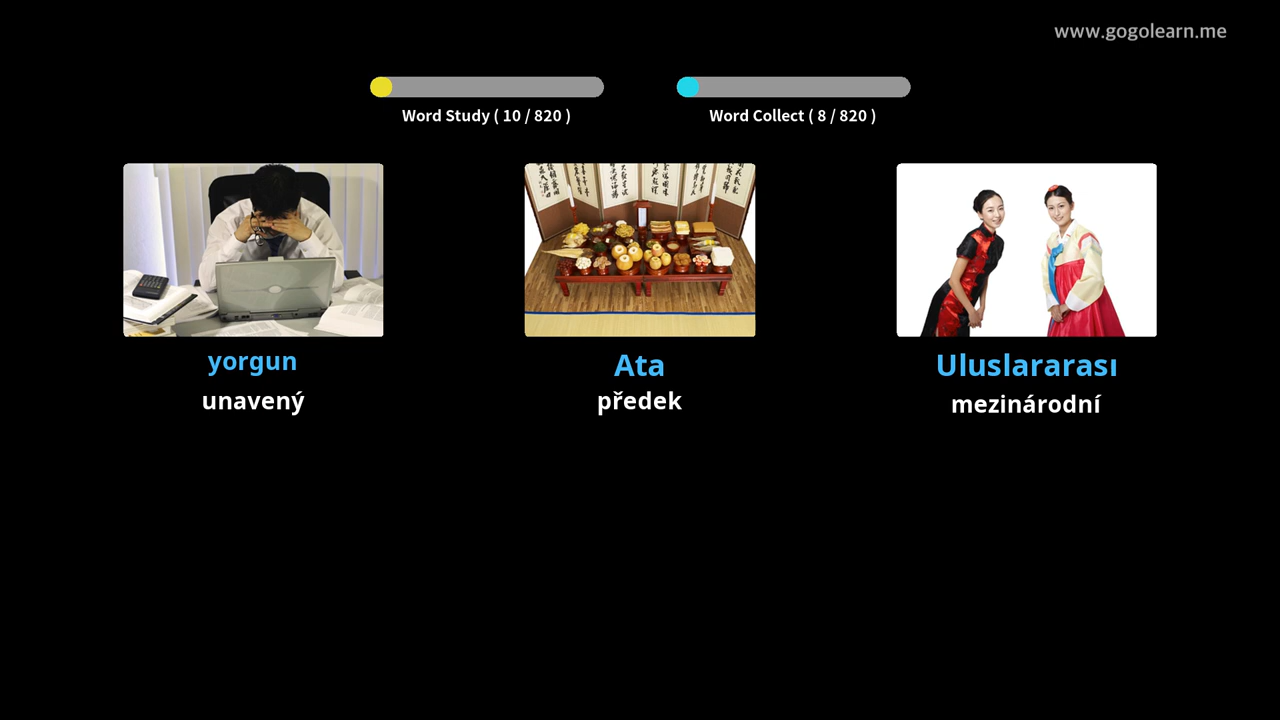 www.gogolearn.me
Word Study ( 10 / 820 )
Word Collect ( 8 / 820 )
yorgun
unavený
Ata
předek
Uluslararası
mezinárodní